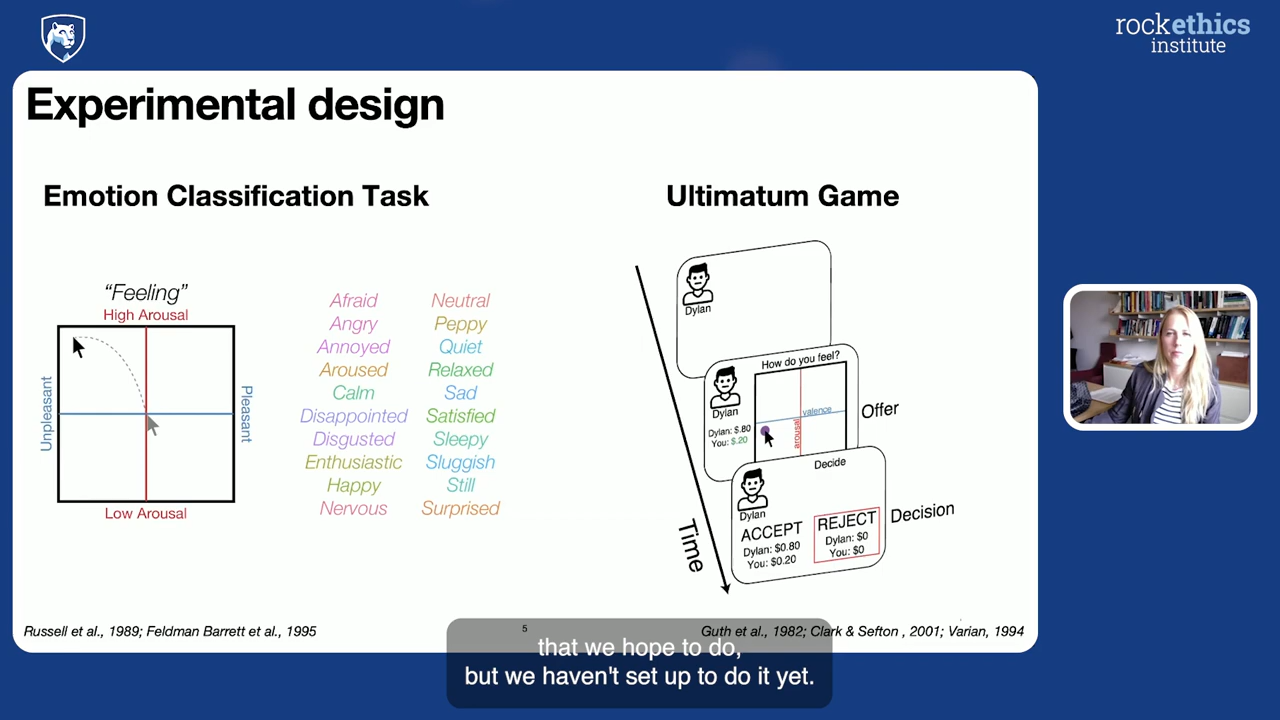 rockethics
institute
Experimental design
Emotion Classification Task
Ultimatum Game
“Feeling”
High Arousal
Unpleasant
Pleasant
Low Arousal
Afraid
Angry
Annoyed
Aroused
Calm
Disappointed
Disgusted
Enthusiastic
Happy
Nervous
Neutral
Peppy
Quiet
Relaxed
Sad
Satisfied
Sleepy
Sluggish
Still
Surprised
Dylan
How do you feel?
Dylan
Dylan: $.80
You: $.20
valence
arousal
Offer
Decide
Dylan
ACCEPT
Dylan: $0.80
You: $0.20
REJECT
Dylan: $0
You: $0
Decision
Time
Russell et al., 1989; Feldman Barrett et al., 1995
5
Guth et al., 1982; Clark & Sefton , 2001; Varian, 1994
that we hope to do,
but we haven't set up to do it yet.